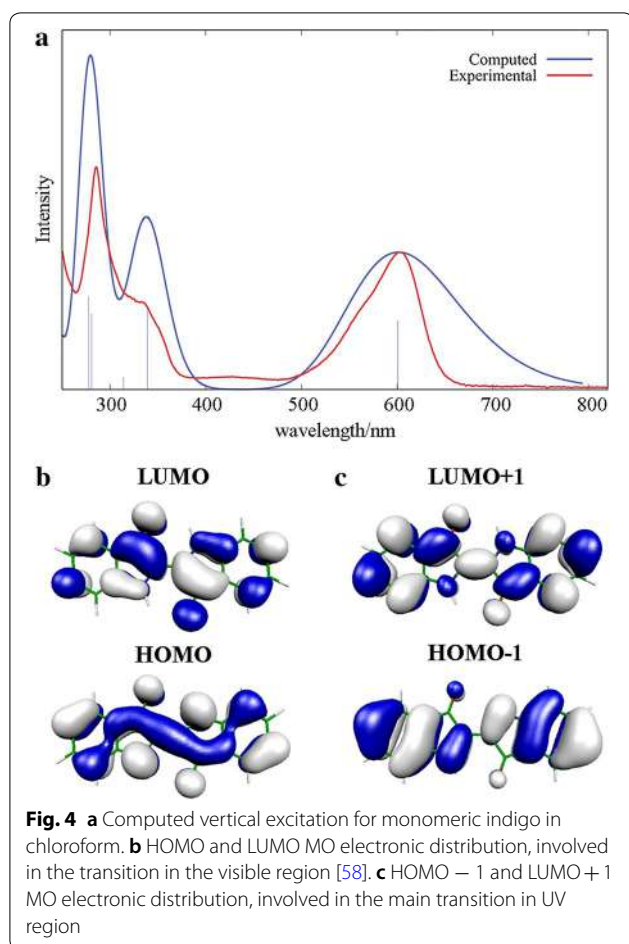 a
Computed
Experimental
Intensity
300 400 500 600 700 800
wavelength/nm
b LUMO
HOMO
c LUMO+1
HOMO-1
Fig. 4 a Computed vertical excitation for monomeric indigo in
chloroform. b HOMO and LUMO MO electronic distribution, involved
in the transition in the visible region [58]. c HOMO − 1 and LUMO + 1
MO electronic distribution, involved in the main transition in UV
region